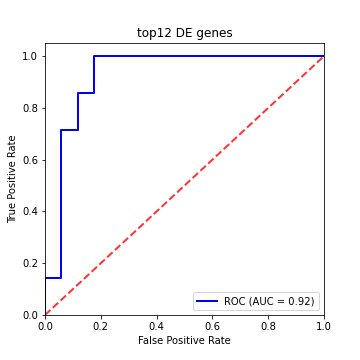 top12 DE genes
1.0
0.8
0.6
0.4
0.2
0.0
True Positive Rate
ROC (AUC = 0.92)
0.0 0.2 0.4 0.6 0.8 1.0
False Positive Rate